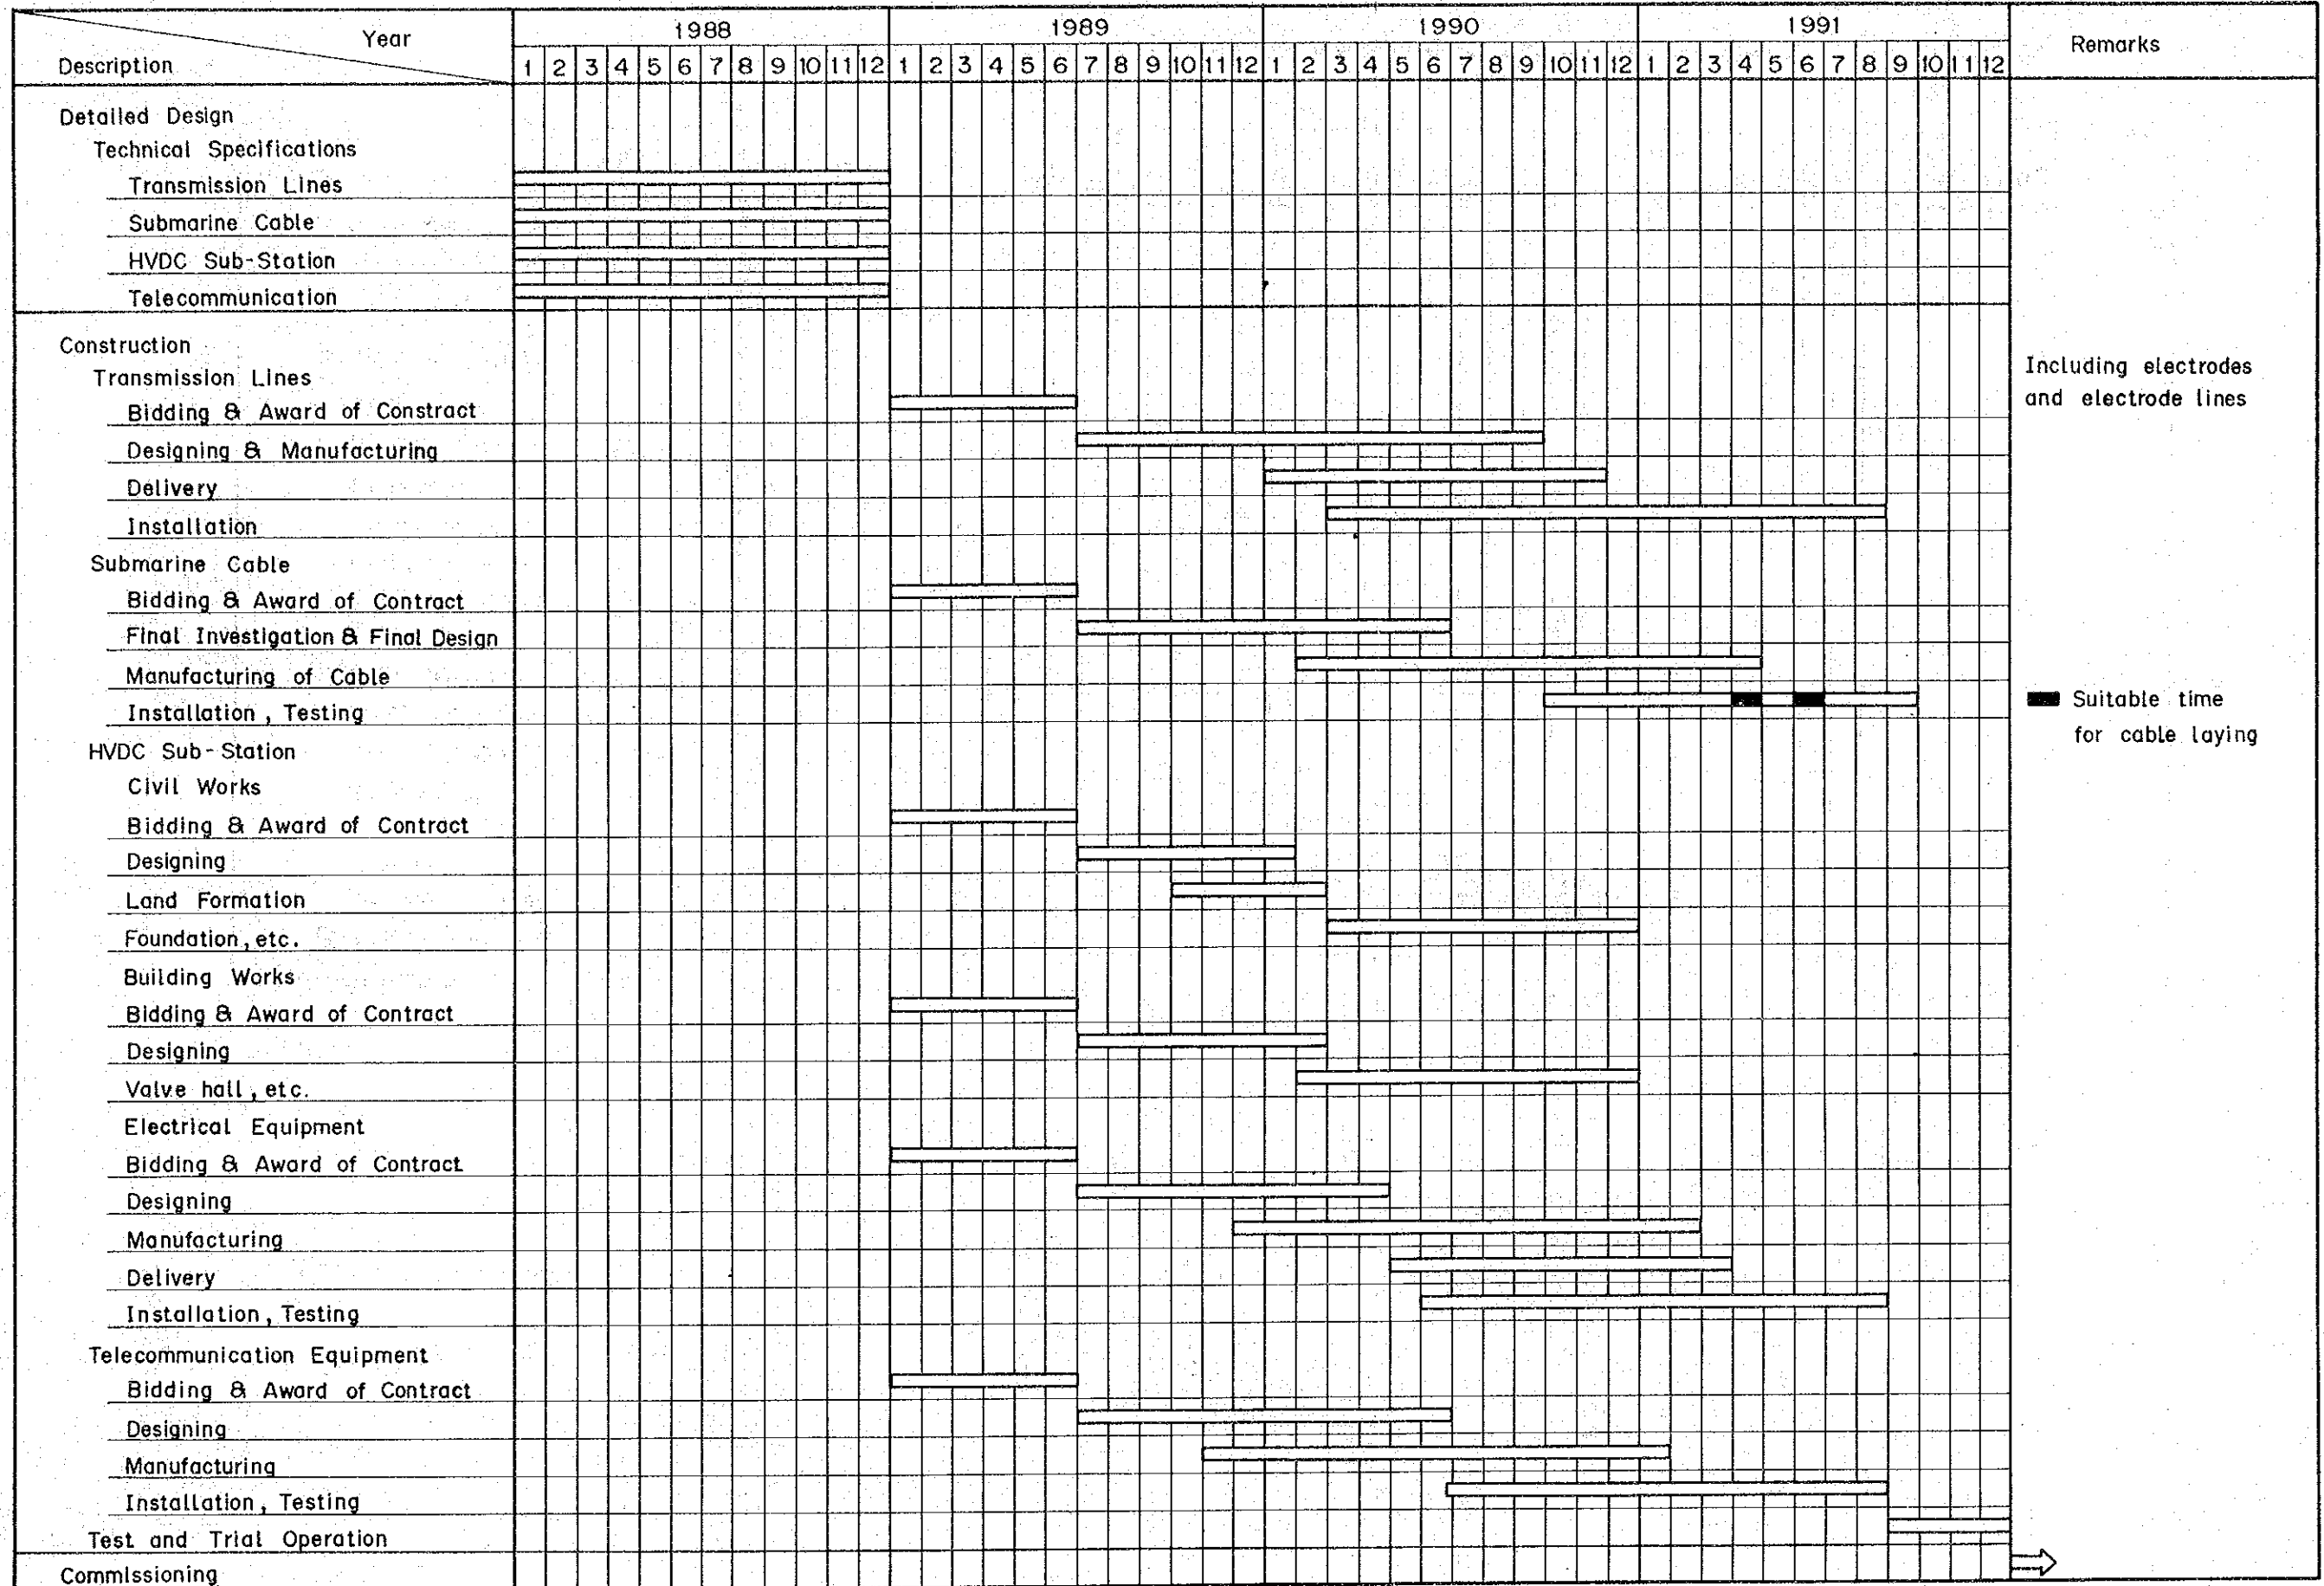 Year 1988 1989 1990 1991 Remarks
Description 1 2 3 4 5 6 7 8 9 10 11 12 1 2 3 4 5 6 7 8 9 10 11 12 1 2 3 4 5 6 7 8 9 10 11 12 1 2 3 4 5 6 7 8 9 10 11 12
Detailed Design
Technical Specifications
Transmission Lines
Submarine Cable
HVDC Sub-Station
Telecommunication
Construction
Transmission Lines
Including electrodes
Bidding & Award of Constract
and electrode lines
Designing & Manufacturing
Delivery
Installation
Submarine Cable
Bidding & Award of Contract
Final Investigation & Final Design
Manufacturing of Cable
Installation, Testing
Suitable time
for cable laying
HVDC Sub-Station
Civil Works
Bidding & Award of Contract
Designing
Land Formation
Foundation, etc.
Building Works
Bidding & Award of Contract
Designing
Valve hall, etc.
Electrical Equipment
Bidding & Award of Contract
Designing
Manufacturing
Delivery
Installation, Testing
Telecommunication Equipment
Bidding & Award of Contract
Designing
Manufacturing
Installation, Testing
Test and Trial Operation
Commissioning